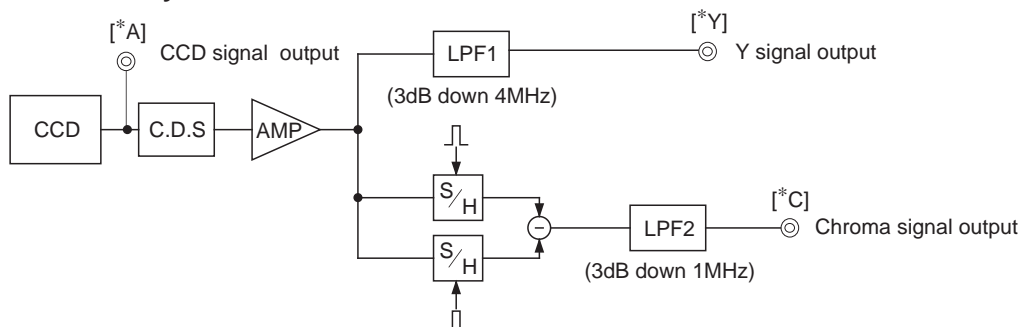 [*A]
CCD signal output
[*Y]
Y signal output
LPF1
(3dB down 4MHz)
CCD
C.D.S
AMP
S/H
[*C]
Chroma signal output
LPF2
(3dB down 1MHz)
S/H